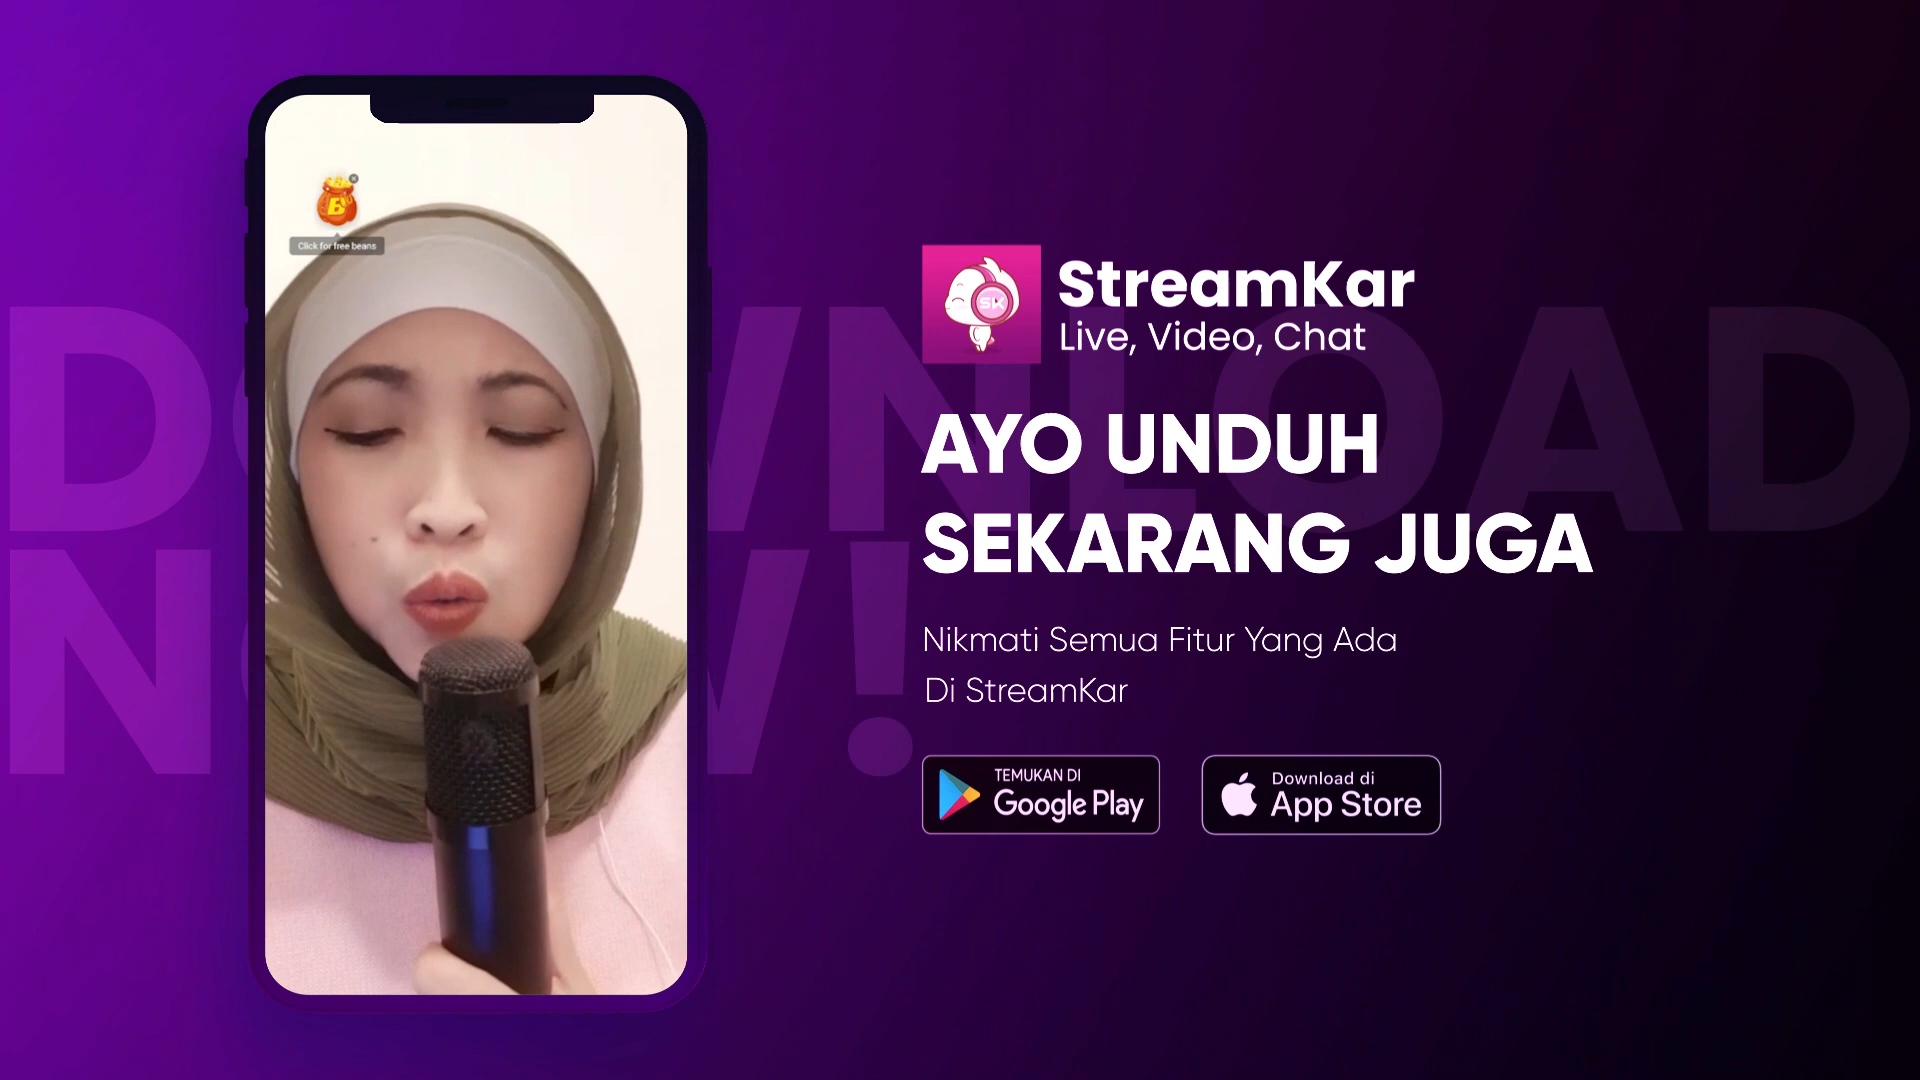 DOWNLOAD
NOW!
Click for free beans
SK
StreamKar
Live, Video, Chat
AYO UNDUH
SEKARANG JUGA
Nikmati Semua Fitur Yang Ada
Di StreamKar
TEMUKAN DI
Google Play
Download di
App Store